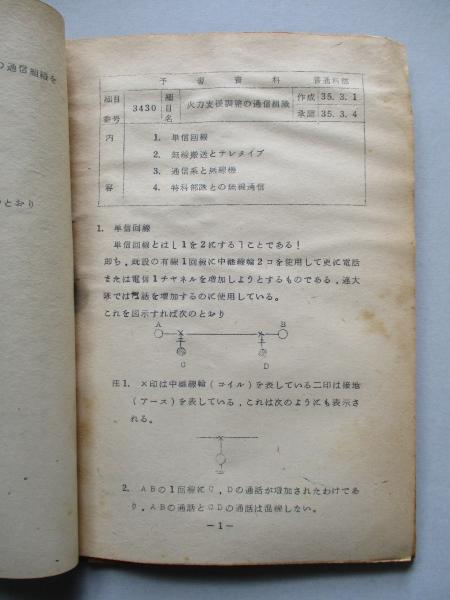 の通信組織を
とおり
予習資料 普通科部
細目番号 3430 細目名 火力支援調整の通信組織 作成 35. 3. 1
承認 35. 3. 4
内容
1. 単信回線
2. 無線搬送とテレタイプ
3. 通信系と無線機
4. 特科部隊との無線通信
1. 単信回線
単信回線とは「1を2にする」ことである!
即ち、既設の有線1回線に中継線輪2コを使用して更に電話
または電信1チヤネルを増加しようとするものである、連大
隊では電話を増加するのに使用している。
これを図示すれば次のとおり
A B
C D
注1. ×印は中継線輪(コイル)を表している二印は接地
(アース)を表している、これは次のようにも表示さ
れる。
2. ABの1回線にC、Dの通話が増加されたわけであ
り、ABの通話とCDの通話は混線しない。
—1—